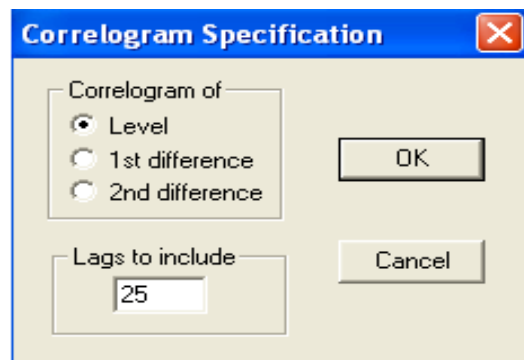 Correlogram Specification
Correlogram of
Level
1st difference
2nd difference
OK
Lags to include
25
Cancel